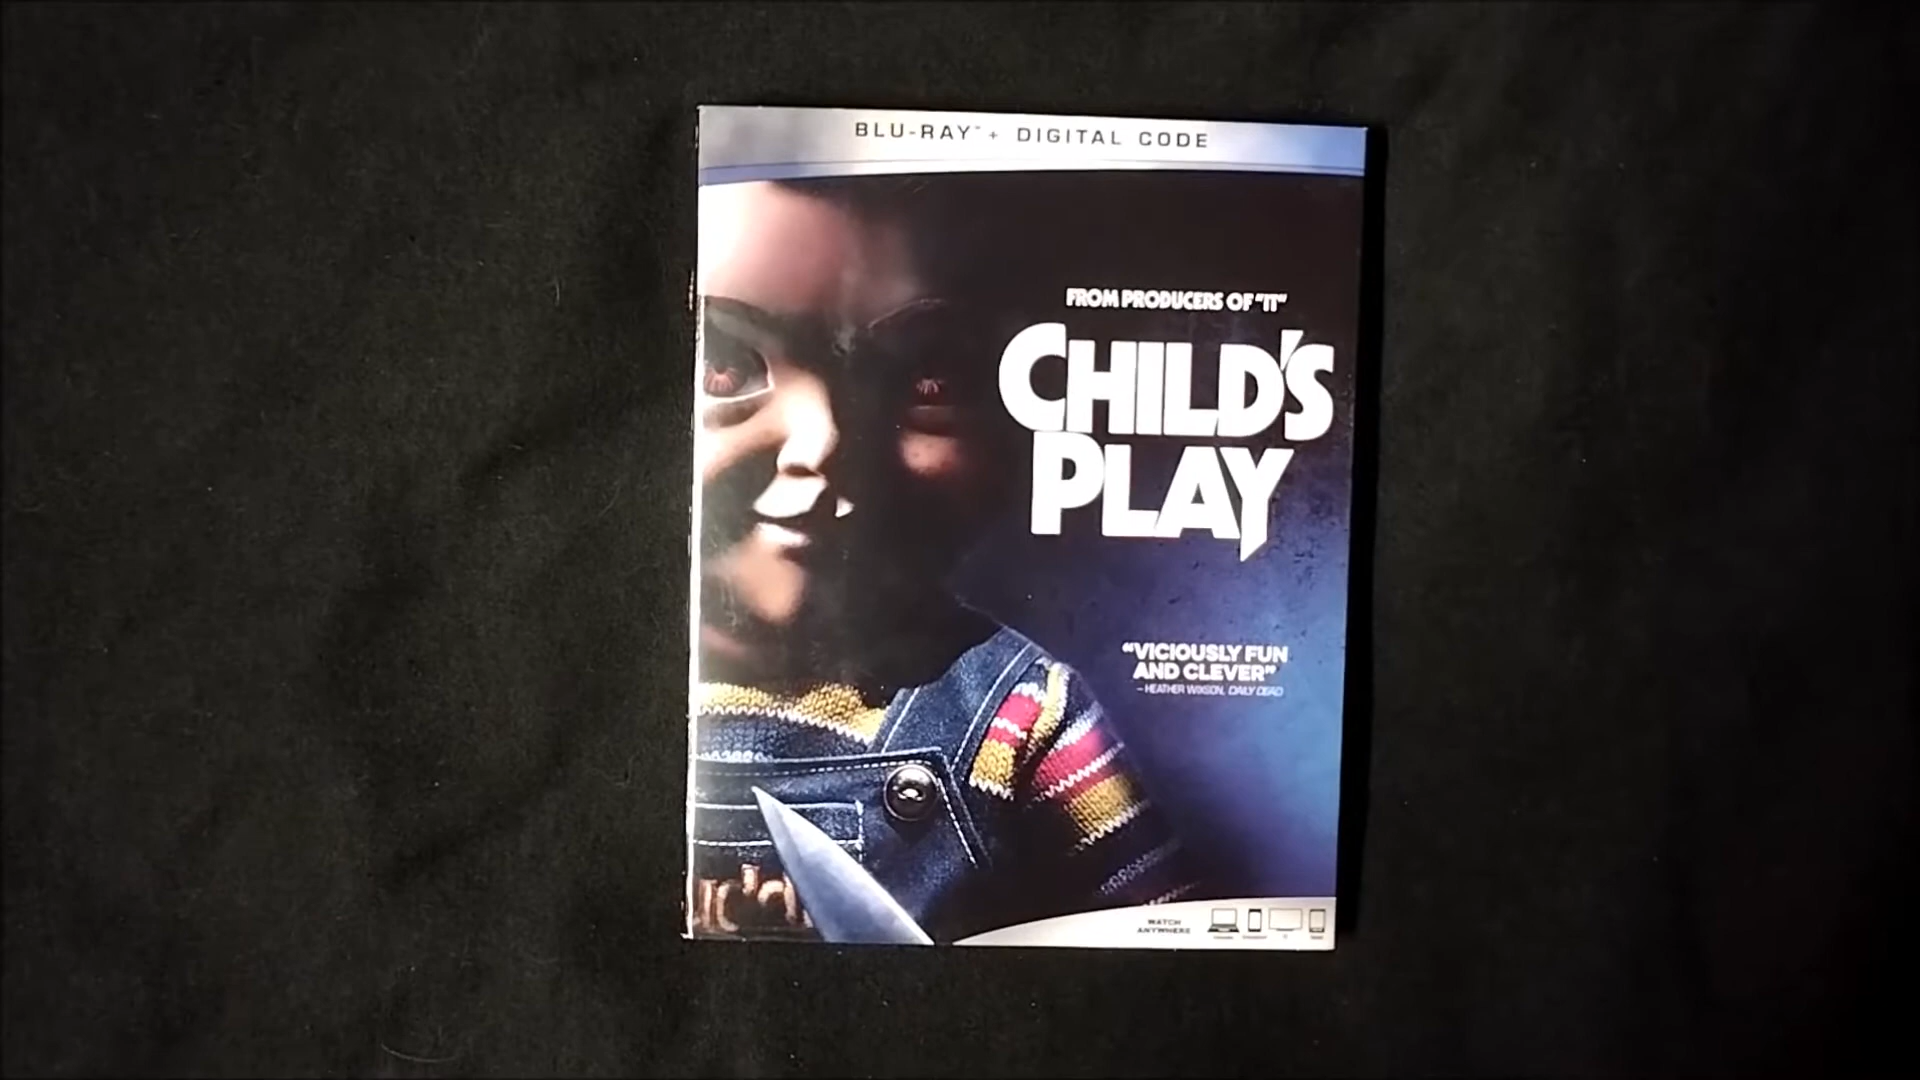 BLU-RAY™ + DIGITAL CODE
FROM PRODUCERS OF "IT"
CHILD'S
PLAY
"VICIOUSLY FUN
AND CLEVER"
– HEATHER WIXSON, DAILY DEAD
WATCH
ANYWHERE